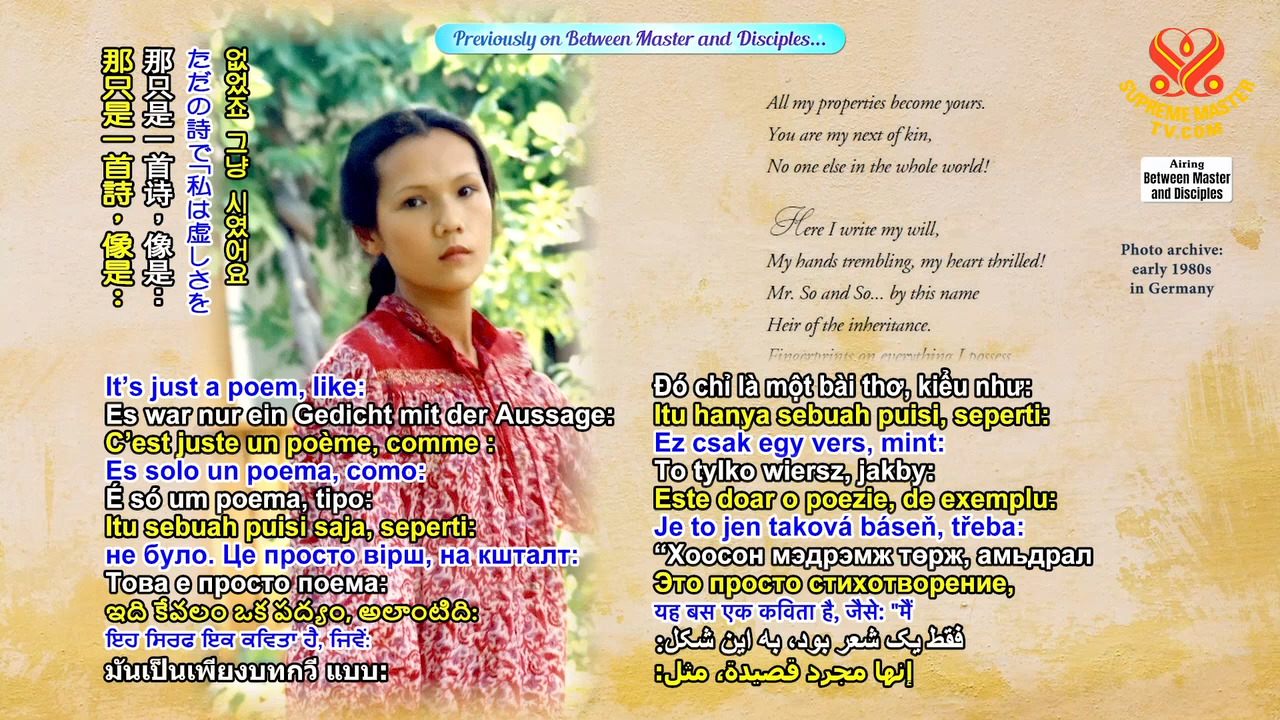 Previously on Between Master and Disciples...
없었죠 그냥 시였어요
ただの詩で「私は虚しさを
那只是一首诗，像是：
那只是一首詩，像是：
All my properties become yours.
You are my next of kin,
No one else in the whole world!
Here I write my will,
My hands trembling, my heart thrilled!
Mr. So and So... by this name
Heir of the inheritance.
Fingerprints on everything I possess
SUPREME MASTER
TV.COM
Airing
Between Master
and Disciples
Photo archive:
early 1980s
in Germany
It’s just a poem, like:
Es war nur ein Gedicht mit der Aussage:
C’est juste un poème, comme :
Es solo un poema, como:
É só um poema, tipo:
Itu sebuah puisi saja, seperti:
не було. Це просто вірш, на кшталт:
Това е просто поема:
ఇది కేవలం ఒక పద్యం, అలాంటిది:
ਇਹ ਸਿਰਫ ਇਕ ਕਵਿਤਾ ਹੈ, ਜਿਵੇਂ:
มันเป็นเพียงบทกวี แบบ:
Đó chỉ là một bài thơ, kiểu như:
Itu hanya sebuah puisi, seperti:
Ez csak egy vers, mint:
To tylko wiersz, jakby:
Este doar o poezie, de exemplu:
Je to jen taková báseň, třeba:
“Хоосон мэдрэмж төрж, амьдрал
Это просто стихотворение,
यह बस एक कविता है, जैसे: "मैं
فقط یک شعر بود، به این شکل:
إنها مجرد قصيدة، مثل: